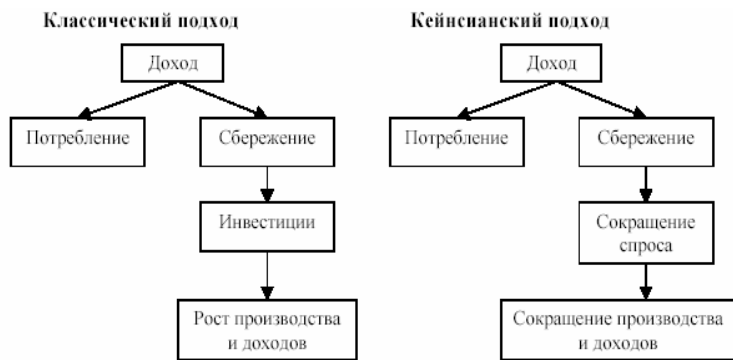 Классический подход
Доход
Потребление
Сбережение
Инвестиции
Рост производства
и доходов
Кейнсианский подход
Доход
Потребление
Сбережение
Сокращение
спроса
Сокращение производства
и доходов